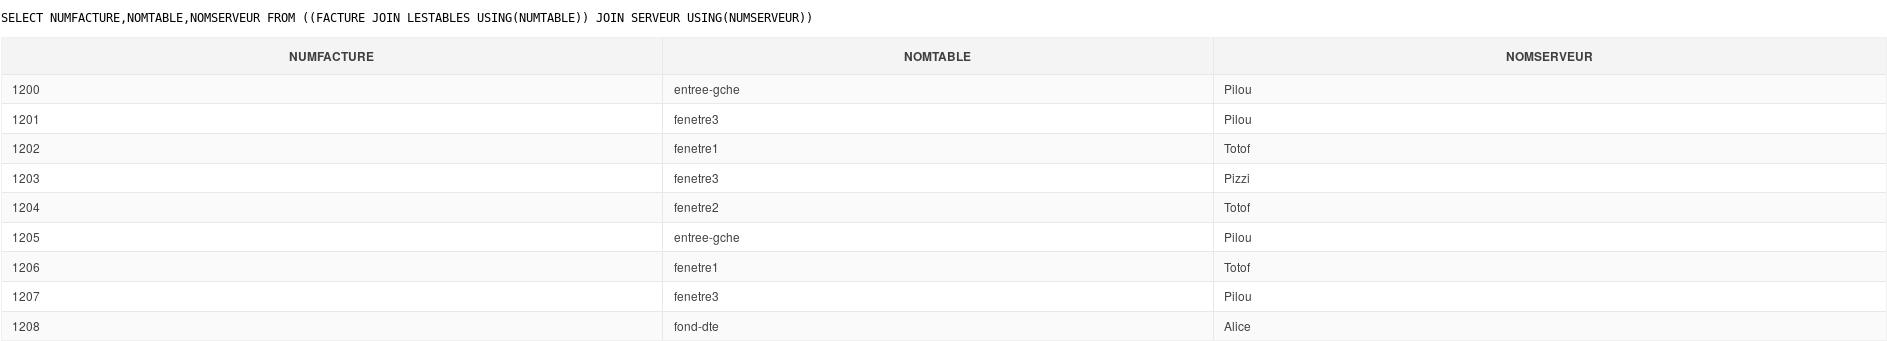 SELECT NUMFACTURE,NOMTABLE,NOMSERVEUR FROM ((FACTURE JOIN LESTABLES USING(NUMTABLE)) JOIN SERVEUR USING(NUMSERVEUR))
NUMFACTURE NOMTABLE NOMSERVEUR
1200 entree-gche Pilou
1201 fenetre3 Pilou
1202 fenetre1 Totof
1203 fenetre3 Pizzi
1204 fenetre2 Totof
1205 entree-gche Pilou
1206 fenetre1 Totof
1207 fenetre3 Pilou
1208 fond-dte Alice